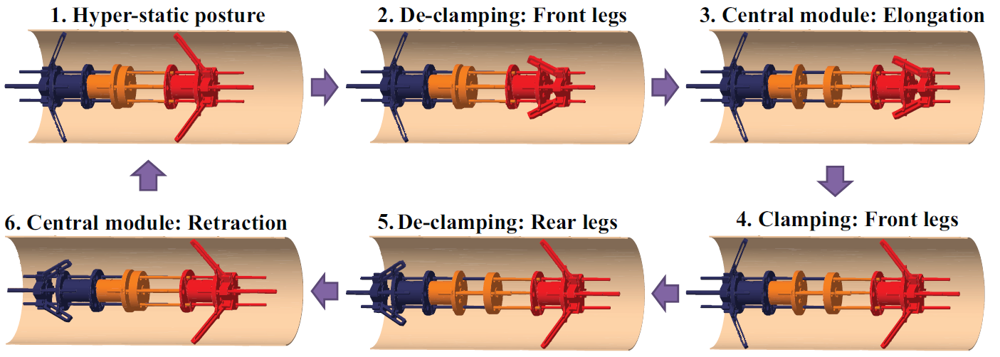 1. Hyper-static posture
2. De-clamping: Front legs
3. Central module: Elongation
6. Central module: Retraction
5. De-clamping: Rear legs
4. Clamping: Front legs